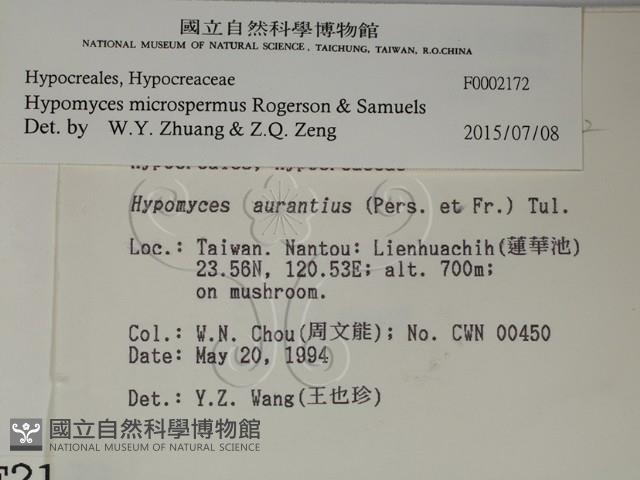 國立自然科學博物館
NATIONAL MUSEUM OF NATURAL SCIENCE, TAICHUNG, TAIWAN, R.O.CHINA
Hypocreales, Hypocreaceae F0002172
Hypomyces microspermus Rogerson & Samuels
Det. by W.Y. Zhuang & Z.Q. Zeng 2015/07/08
Hypocreales, Hypocreaceae
Hypomyces aurantius (Pers. et Fr.) Tul.
Loc.: Taiwan. Nantou: Lienhuachih(蓮華池)
23.56N, 120.53E; alt. 700m;
on mushroom.
Col.: W.N. Chou(周文能); No. CWN 00450
Date: May 20, 1994
Det.: Y.Z. Wang(王也珍)
國立自然科學博物館
NATIONAL MUSEUM OF NATURAL SCIENCE